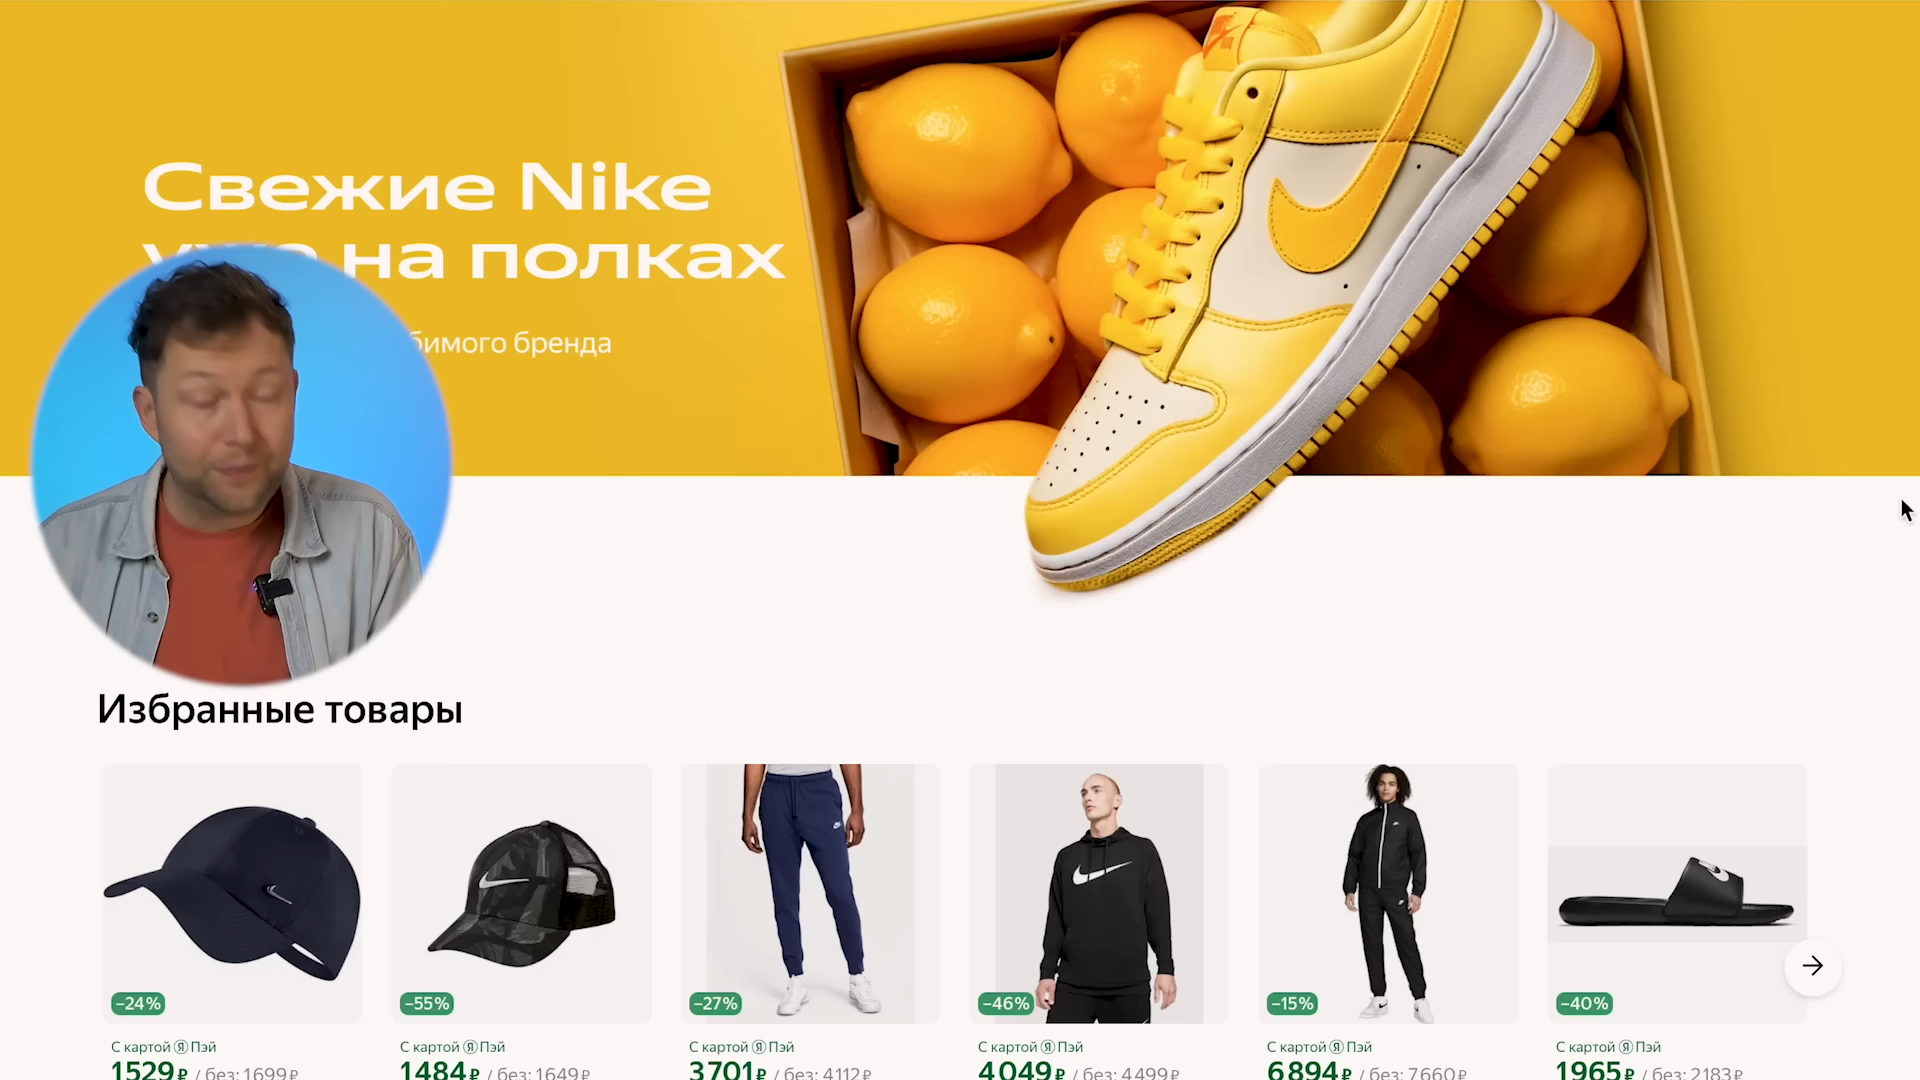 Свежие Nike
уже на полках
бимого бренда
Избранные товары
–24%
–55%
–27%
–46%
–15%
–40%
С картой Я Пэй
С картой Я Пэй
С картой Я Пэй
С картой Я Пэй
С картой Я Пэй
С картой Я Пэй
1529 ₽ / без: 1699 ₽
1484 ₽ / без: 1649 ₽
3701 ₽ / без: 4112 ₽
4049 ₽ / без: 4499 ₽
6894 ₽ / без: 7660 ₽
1965 ₽ / без: 2183 ₽